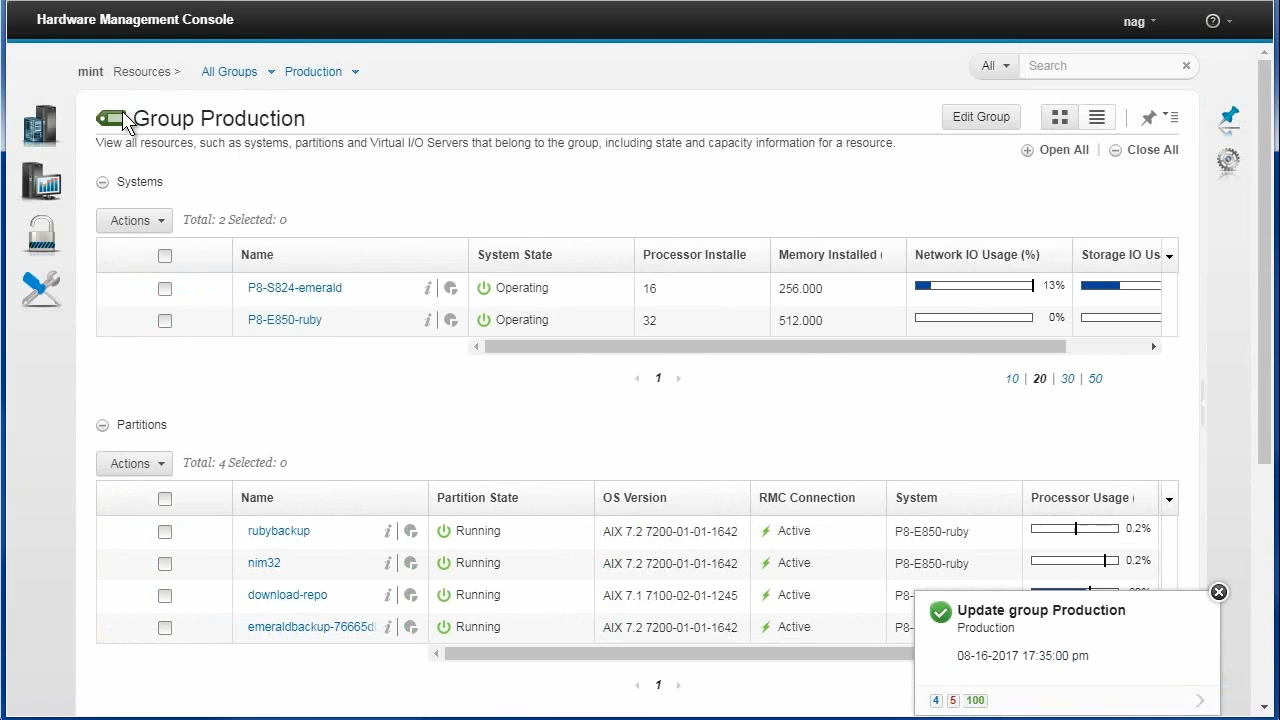 Hardware Management Console
nag
mint Resources > All Groups Production
All Search
Group Production
Edit Group
View all resources, such as systems, partitions and Virtual I/O Servers that belong to the group, including state and capacity information for a resource.
Open All | Close All
Systems
Actions Total: 2 Selected: 0
Name System State Processor Installe Memory Installed ( Network IO Usage (%) Storage IO Us
P8-S824-emerald Operating 16 256.000 13%
P8-E850-ruby Operating 32 512.000 0%
1
10 | 20 | 30 | 50
Partitions
Actions Total: 4 Selected: 0
Name Partition State OS Version RMC Connection System Processor Usage (
rubybackup Running AIX 7.2 7200-01-01-1642 Active P8-E850-ruby 0.2%
nim32 Running AIX 7.2 7200-01-01-1642 Active P8-E850-ruby 0.2%
download-repo Running AIX 7.1 7100-02-01-1245 Active P8-
emeraldbackup-76665d Running AIX 7.2 7200-01-01-1642 Active P8-
1
Update group Production
Production
08-16-2017 17:35:00 pm
4 5 100